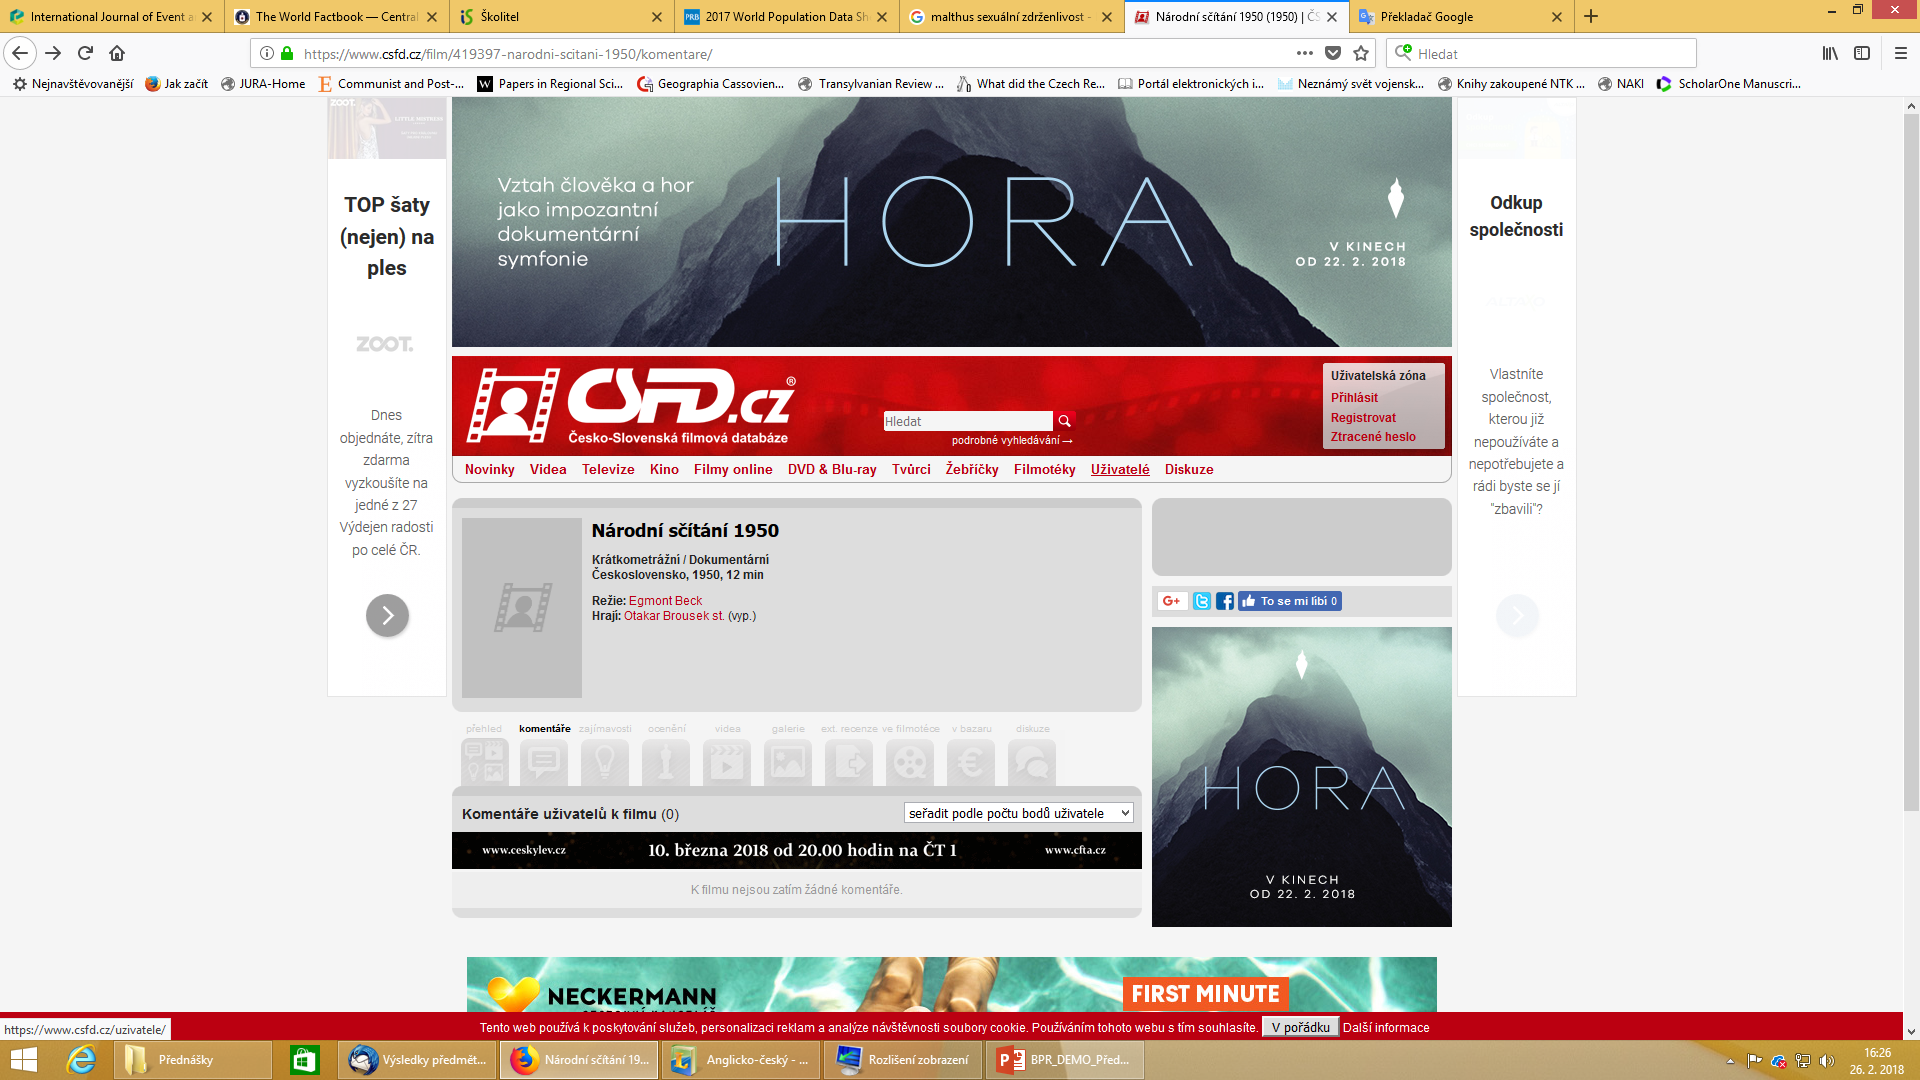 International Journal of Event a
The World Factbook — Central
Školitel
2017 World Population Data Sh
malthus sexuální zdrženlivost -
Národní sčítání 1950 (1950) | ČS
Překladač Google
https://www.csfd.cz/film/419397-narodni-scitani-1950/komentare/
Hledat
Nejnavštěvovanější
Jak začít
JURA-Home
Communist and Post-...
Papers in Regional Sci...
Geographia Cassovien...
Transylvanian Review ...
What did the Czech Re...
Portál elektronických i...
Neznámý svět vojensk...
Knihy zakoupené NTK ...
NAKI
ScholarOne Manuscri...
ZOOT.
TOP šaty
(nejen) na
ples
ZOOT.
Dnes
objednáte, zítra
zdarma
vyzkoušíte na
jedné z 27
Výdejen radosti
po celé ČR.
Vztah člověka a hor
jako impozantní
dokumentární
symfonie
HORA
V KINECH
OD 22. 2. 2018
Odkup
společnosti
Vlastníte
společnost,
kterou již
nepoužíváte a
nepotřebujete a
rádi byste se jí
"zbavili"?
CSFD.cz®
Česko-Slovenská filmová databáze
Hledat
podrobné vyhledávání →
Uživatelská zóna
Přihlásit
Registrovat
Ztracené heslo
Novinky Videa Televize Kino Filmy online DVD & Blu-ray Tvůrci Žebříčky Filmotéky Uživatelé Diskuze
Národní sčítání 1950
Krátkometrážní / Dokumentární
Československo, 1950, 12 min
Režie: Egmont Beck
Hrají: Otakar Brousek st. (vyp.)
G+
To se mi líbí 0
přehled komentáře zajímavosti ocenění videa galerie ext. recenze ve filmotéce v bazaru diskuze
Komentáře uživatelů k filmu (0)
seřadit podle počtu bodů uživatele
www.ceskylev.cz
10. března 2018 od 20.00 hodin na ČT 1
www.cfta.cz
K filmu nejsou zatím žádné komentáře.
HORA
V KINECH
OD 22. 2. 2018
NECKERMANN
FIRST MINUTE
https://www.csfd.cz/uzivatele/
Tento web používá k poskytování služeb, personalizaci reklam a analýze návštěvnosti soubory cookie. Používáním tohoto webu s tím souhlasíte. V pořádku Další informace
Přednášky
Výsledky předmět...
Národní sčítání 19...
Anglicko-český - ...
Rozlišení zobrazení
BPR_DEMO_Před...
16:26
26. 2. 2018